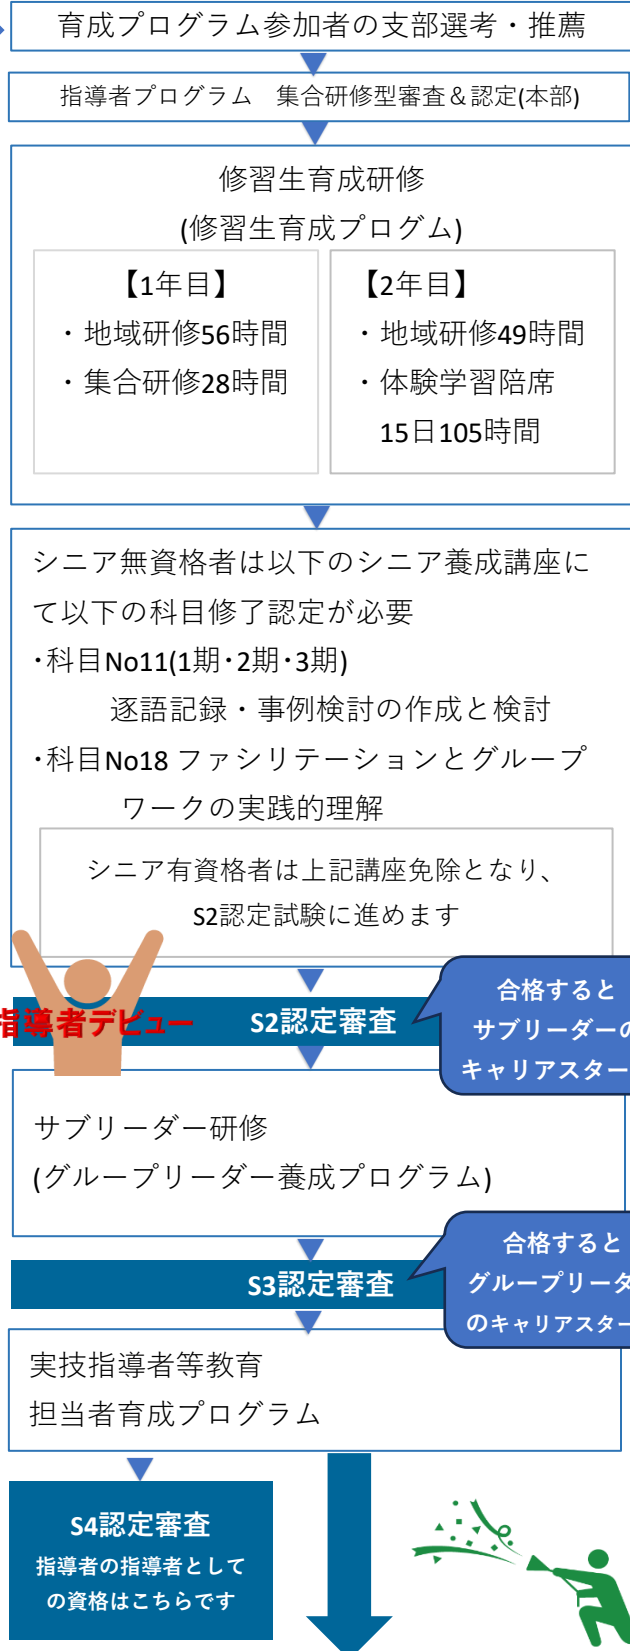 育成プログラム参加者の支部選考・推薦
指導者プログラム　集合研修型審査＆認定(本部)
修習生育成研修
(修習生育成プログム)
【1年目】
・地域研修56時間
・集合研修28時間
【2年目】
・地域研修49時間
・体験学習陪席
15日105時間
シニア無資格者は以下のシニア養成講座に
て以下の科目修了認定が必要
・科目No11(1期・2期・3期)
逐語記録・事例検討の作成と検討
・科目No18 ファシリテーションとグループ
ワークの実践的理解
シニア有資格者は上記講座免除となり、
S2認定試験に進めます
指導者デビュー
S2認定審査
合格すると
サブリーダーの
キャリアスター
サブリーダー研修
(グループリーダー養成プログラム)
S3認定審査
合格すると
グループリーダ
のキャリアスター
実技指導者等教育
担当者育成プログラム
S4認定審査
指導者の指導者として
の資格はこちらです